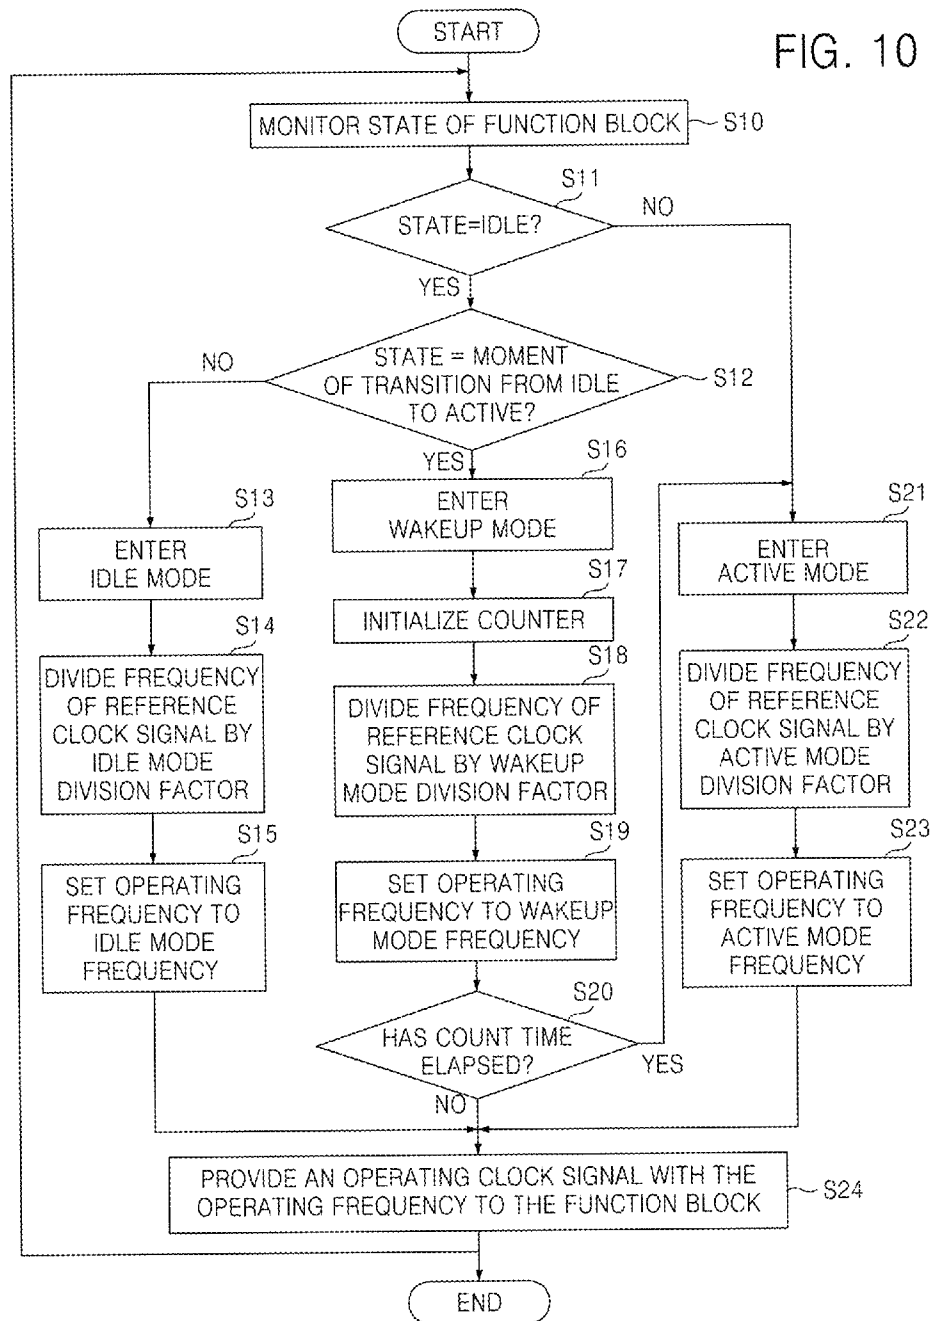 START
FIG. 10
MONITOR STATE OF FUNCTION BLOCK
S10
S11
STATE=IDLE?
NO
YES
STATE = MOMENT
OF TRANSITION FROM IDLE
TO ACTIVE?
S12
NO
YES
S13
ENTER
IDLE MODE
S14
DIVIDE FREQUENCY
OF REFERENCE
CLOCK SIGNAL BY
IDLE MODE
DIVISION FACTOR
S15
SET OPERATING
FREQUENCY TO
IDLE MODE
FREQUENCY
S16
ENTER
WAKEUP MODE
S17
INITIALIZE COUNTER
S18
DIVIDE FREQUENCY OF
REFERENCE CLOCK
SIGNAL BY WAKEUP
MODE DIVISION FACTOR
S19
SET OPERATING
FREQUENCY TO WAKEUP
MODE FREQUENCY
S20
HAS COUNT TIME
ELAPSED?
YES
NO
S21
ENTER
ACTIVE MODE
S22
DIVIDE FREQUENCY
OF REFERENCE
CLOCK SIGNAL BY
ACTIVE MODE
DIVISION FACTOR
S23
SET OPERATING
FREQUENCY TO
ACTIVE MODE
FREQUENCY
PROVIDE AN OPERATING CLOCK SIGNAL WITH THE
OPERATING FREQUENCY TO THE FUNCTION BLOCK
S24
END